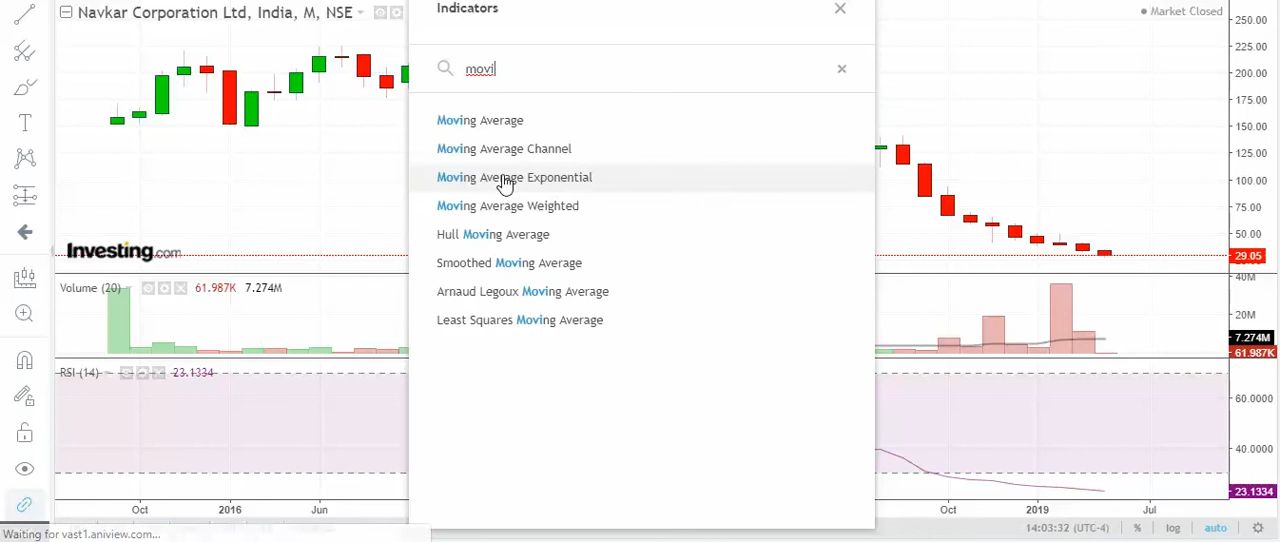 Navkar Corporation Ltd, India, M, NSE
Indicators
Market Closed
movi
Moving Average
Moving Average Channel
Moving Average Exponential
Moving Average Weighted
Hull Moving Average
Smoothed Moving Average
Arnaud Legoux Moving Average
Least Squares Moving Average
Investing.com
250.00
225.00
200.00
175.00
150.00
125.00
100.00
75.00
50.00
29.05
Volume (20) 61.987K 7.274M
40M
20M
7.274M
61.987K
RSI (14) 23.1334
60.0000
40.0000
23.1334
Oct 2016 Jun Oct 2019 Jul
Waiting for vast1.aniview.com...
14:03:32 (UTC-4) % log auto